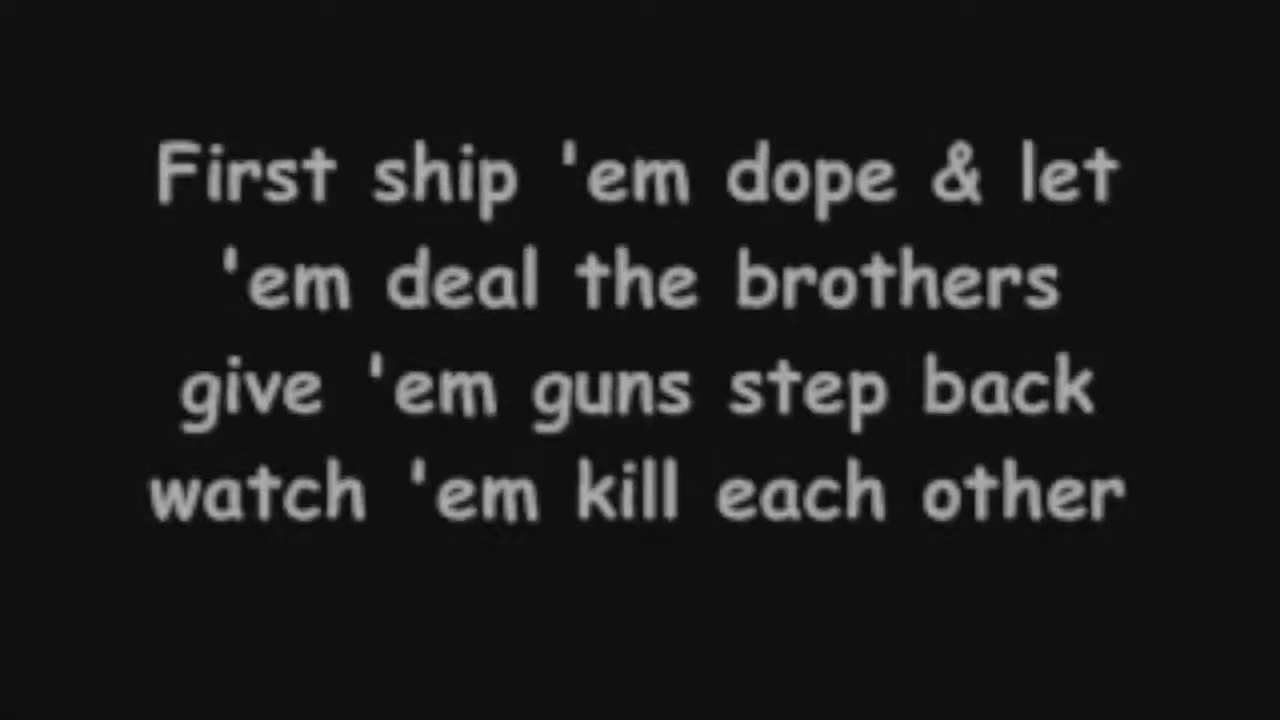 First ship 'em dope & let
'em deal the brothers
give 'em guns step back
watch 'em kill each other